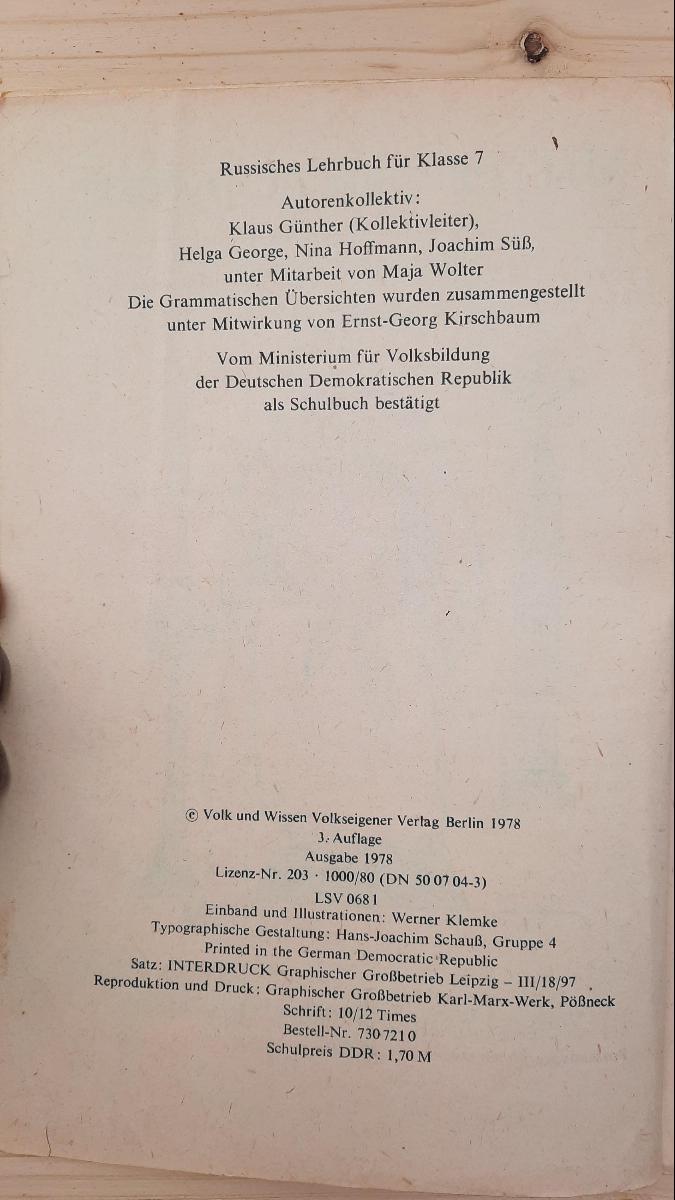 Russisches Lehrbuch für Klasse 7
Autorenkollektiv:
Klaus Günther (Kollektivleiter),
Helga George, Nina Hoffmann, Joachim Süß,
unter Mitarbeit von Maja Wolter
Die Grammatischen Übersichten wurden zusammengestellt
unter Mitwirkung von Ernst-Georg Kirschbaum
Vom Ministerium für Volksbildung
der Deutschen Demokratischen Republik
als Schulbuch bestätigt
© Volk und Wissen Volkseigener Verlag Berlin 1978
3. Auflage
Ausgabe 1978
Lizenz-Nr. 203 · 1000/80 (DN 50 07 04-3)
LSV 0681
Einband und Illustrationen: Werner Klemke
Typographische Gestaltung: Hans-Joachim Schauß, Gruppe 4
Printed in the German Democratic Republic
Satz: INTERDRUCK Graphischer Großbetrieb Leipzig – III/18/97
Reproduktion und Druck: Graphischer Großbetrieb Karl-Marx-Werk, Pößneck
Schrift: 10/12 Times
Bestell-Nr. 730 721 0
Schulpreis DDR: 1,70 M